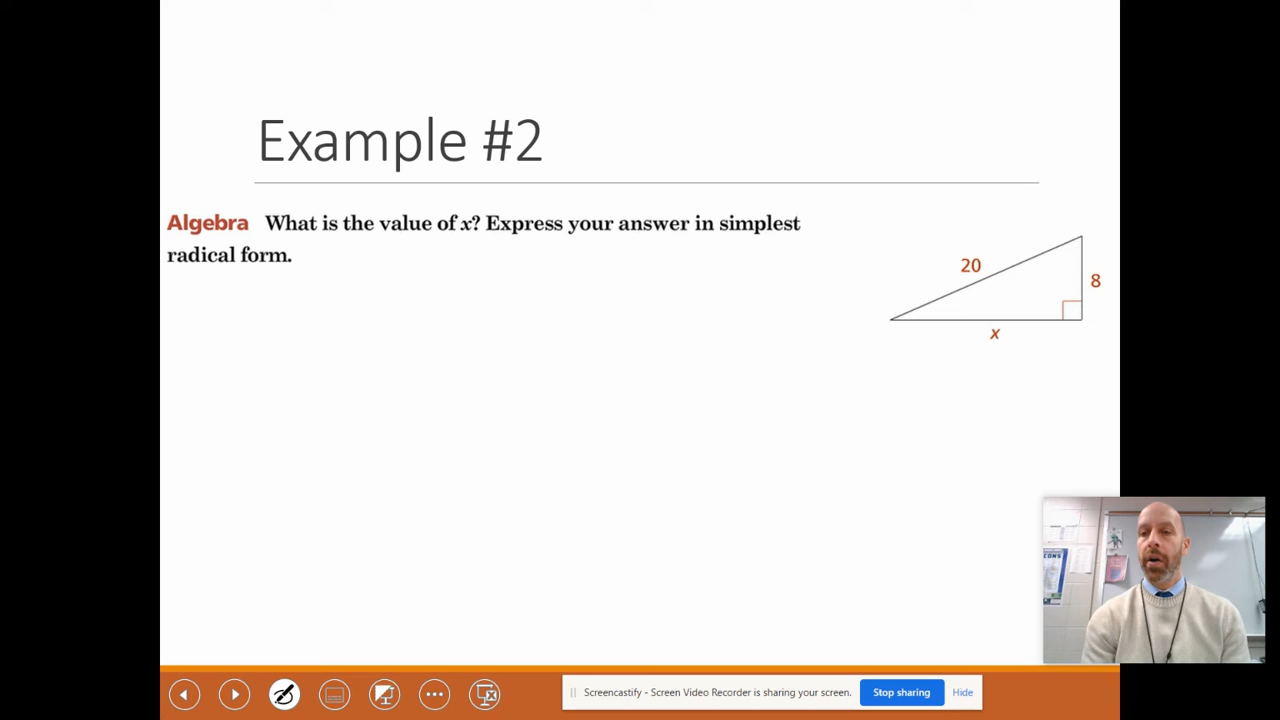 Example #2
Algebra What is the value of x? Express your answer in simplest
radical form.
20
8
x
CONS
Screencastify - Screen Video Recorder is sharing your screen.
Stop sharing
Hide